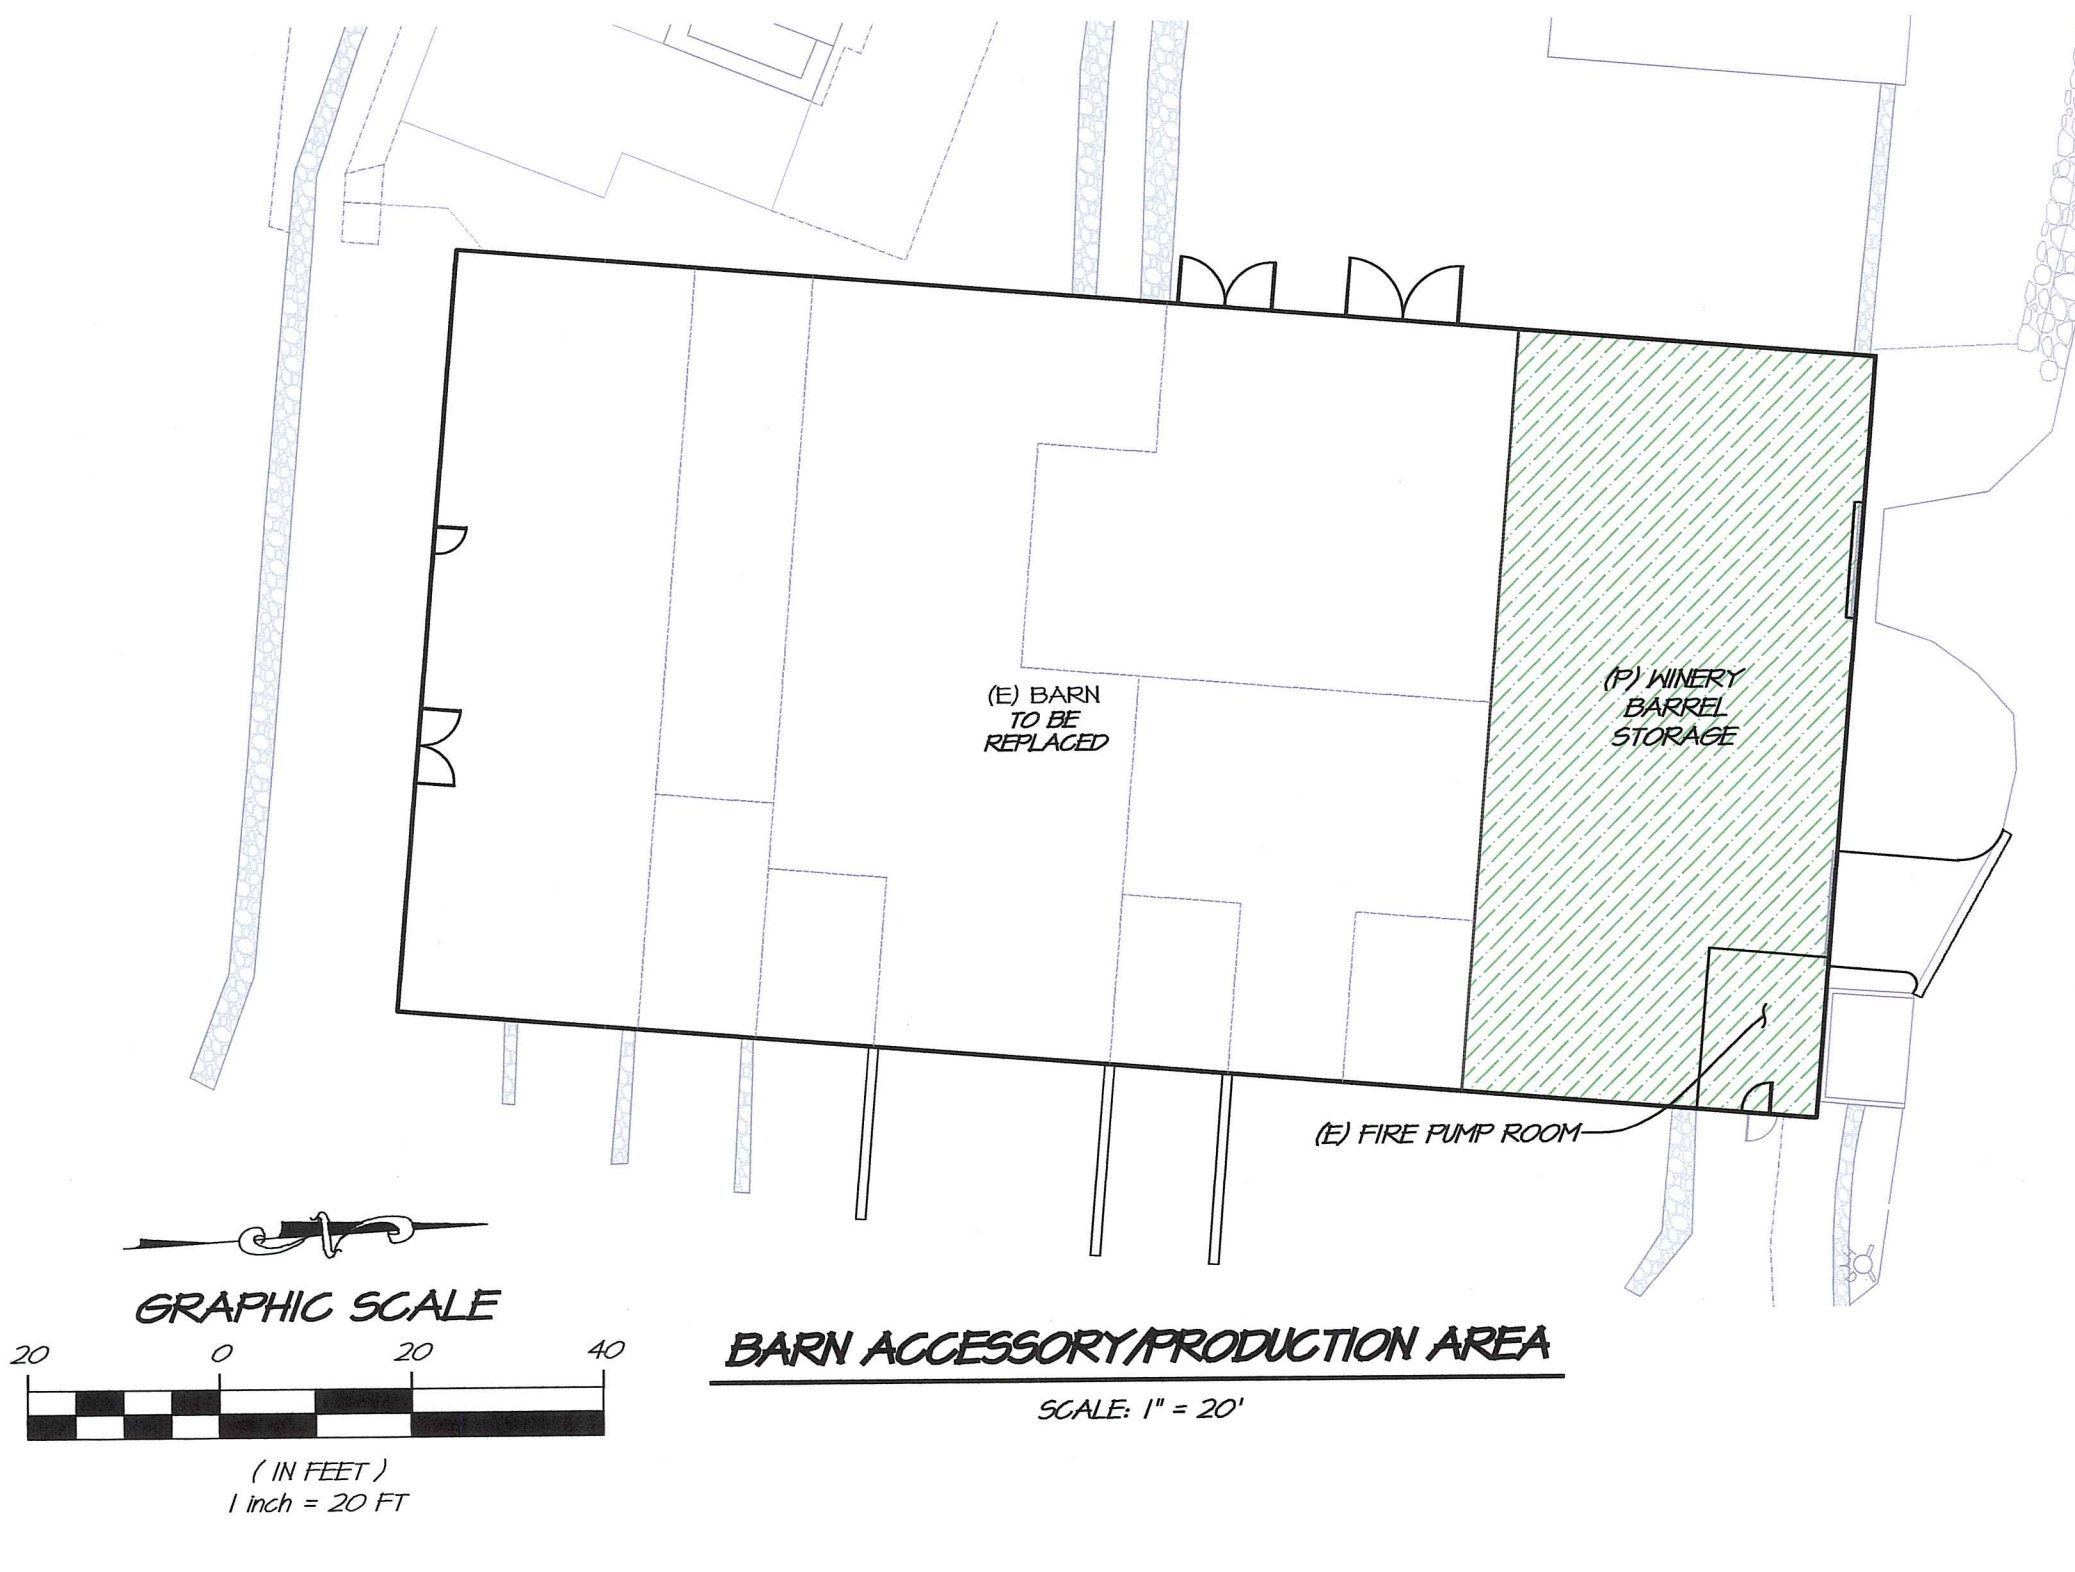 (E) BARN
TO BE
REPLACED
(P) WINERY
BARREL
STORAGE
(E) FIRE PUMP ROOM
N
GRAPHIC SCALE
20 0 20 40
( IN FEET )
1 inch = 20 FT
BARN ACCESSORY/PRODUCTION AREA
SCALE: 1" = 20'